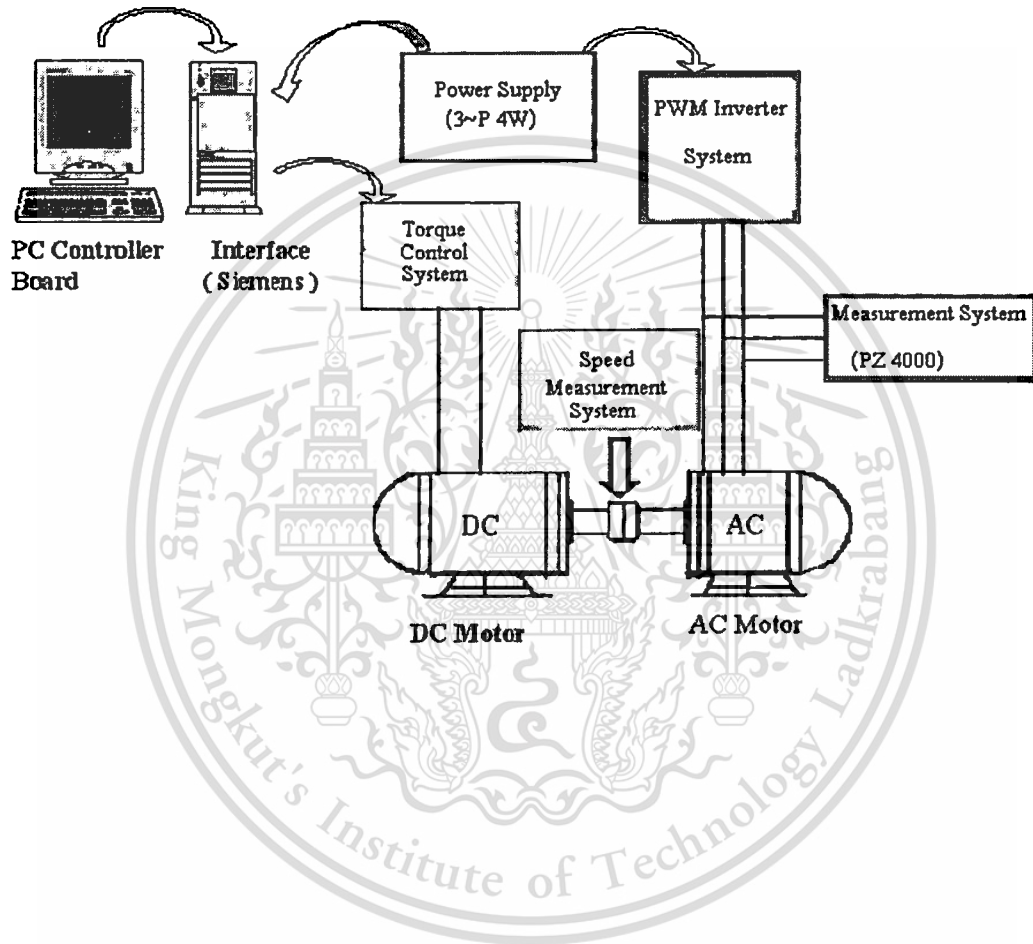 Power Supply
(3~P 4W)
PWM Inverter
System
PC Controller
Board
Interface
( Siemens )
Torque
Control
System
Measurement System
(PZ 4000)
Speed
Measurement
System
DC
AC
DC Motor
AC Motor
King Mongkut's Institute of Technology Ladkrabang